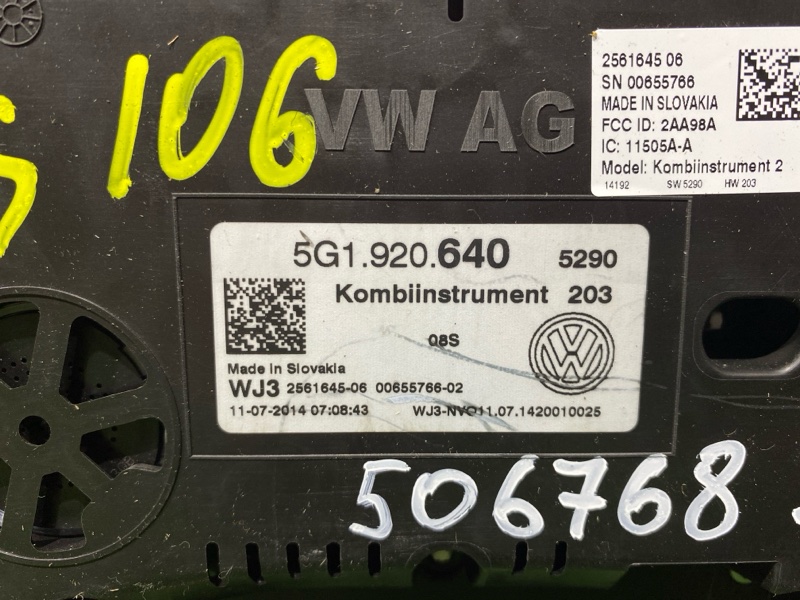 106
VW AG
2561645 06
SN 00655766
MADE IN SLOVAKIA
FCC ID: 2AA98A
IC: 11505A-A
Model: Kombiinstrument 2
14192 SW 5290 HW 203
5G1.920.640 5290
Kombiinstrument 203
08S
Made in Slovakia
WJ3 2561645-06 00655766-02
11-07-2014 07:08:43 WJ3-NVO11.07.1420010025
506768